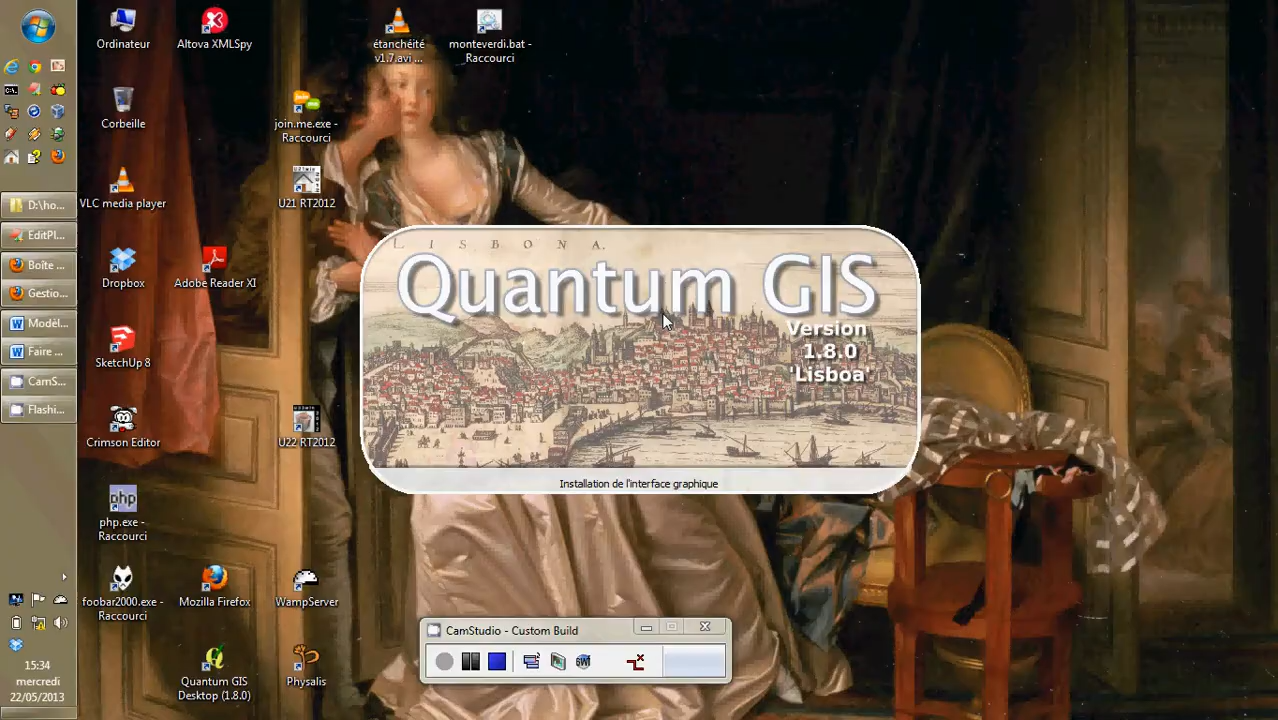 Ordinateur
Altova XMLSpy
étanchéité
v1.7.avi ...
monteverdi.bat -
Raccourci
Corbeille
join.me.exe -
Raccourci
VLC media player
U21 RT2012
D:\ho...
EditPl...
Boîte ...
Gestio...
Modèl...
Faire ...
CamS...
Flashi...
Dropbox
Adobe Reader XI
SketchUp 8
Crimson Editor
U22 RT2012
php
php.exe -
Raccourci
foobar2000.exe -
Raccourci
Mozilla Firefox
WampServer
Quantum GIS
Desktop (1.8.0)
Physalis
LISBONA.
Quantum GIS
Version
1.8.0
'Lisboa'
Installation de l'interface graphique
CamStudio - Custom Build
15:34
mercredi
22/05/2013